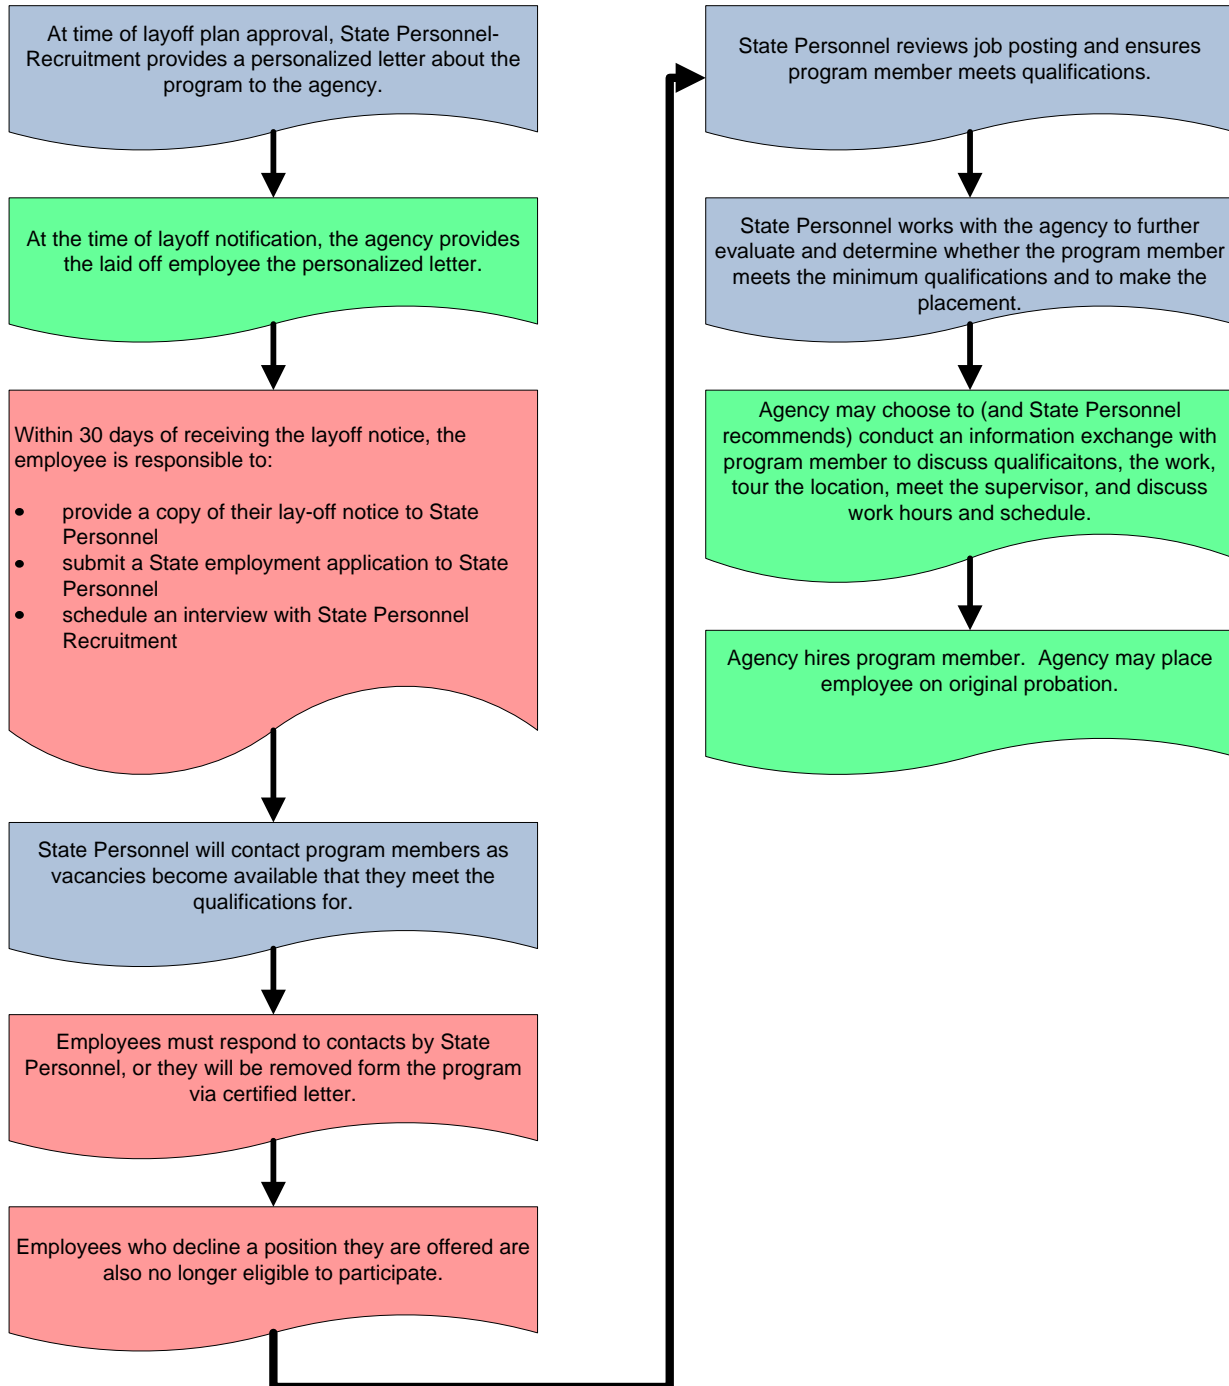 At time of layoff plan approval, State Personnel-
Recruitment provides a personalized letter about the
program to the agency.
At the time of layoff notification, the agency provides
the laid off employee the personalized letter.
Within 30 days of receiving the layoff notice, the
employee is responsible to:
• provide a copy of their lay-off notice to State
Personnel
• submit a State employment application to State
Personnel
• schedule an interview with State Personnel
Recruitment
State Personnel will contact program members as
vacancies become available that they meet the
qualifications for.
Employees must respond to contacts by State
Personnel, or they will be removed form the program
via certified letter.
Employees who decline a position they are offered are
also no longer eligible to participate.
State Personnel reviews job posting and ensures
program member meets qualifications.
State Personnel works with the agency to further
evaluate and determine whether the program member
meets the minimum qualifications and to make the
placement.
Agency may choose to (and State Personnel
recommends) conduct an information exchange with
program member to discuss qualificaitons, the work,
tour the location, meet the supervisor, and discuss
work hours and schedule.
Agency hires program member.  Agency may place
employee on original probation.